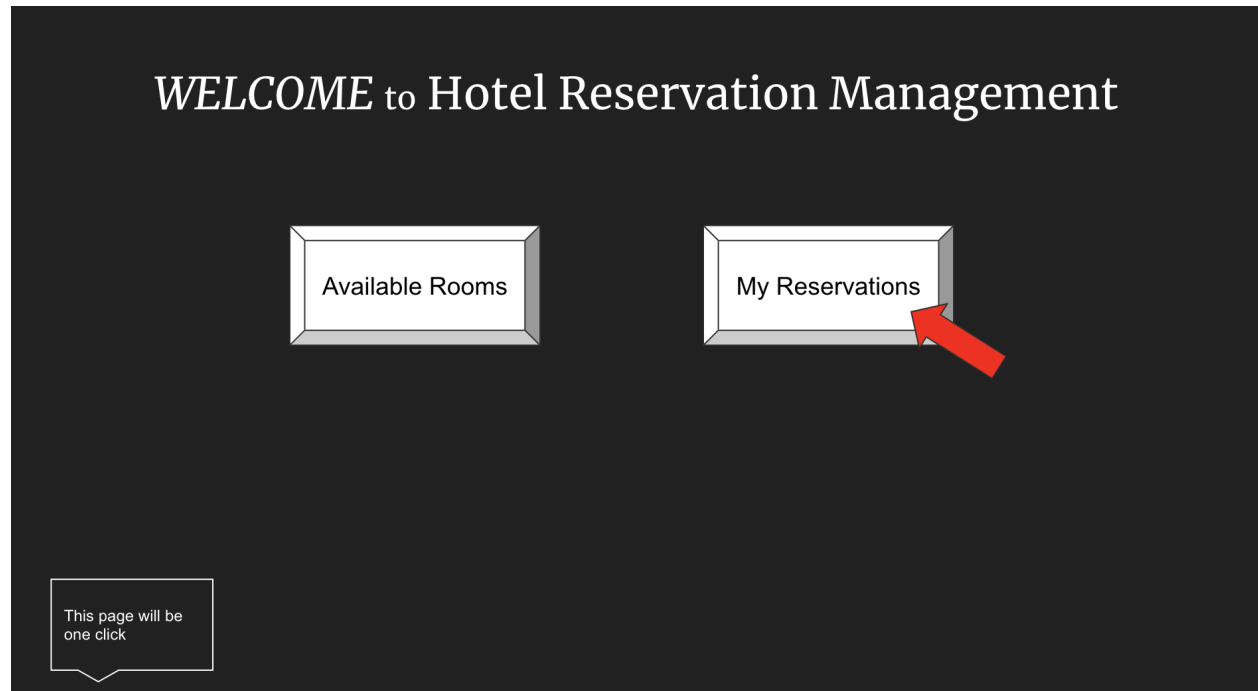 WELCOME to Hotel Reservation Management
Available Rooms
My Reservations
This page will be
one click